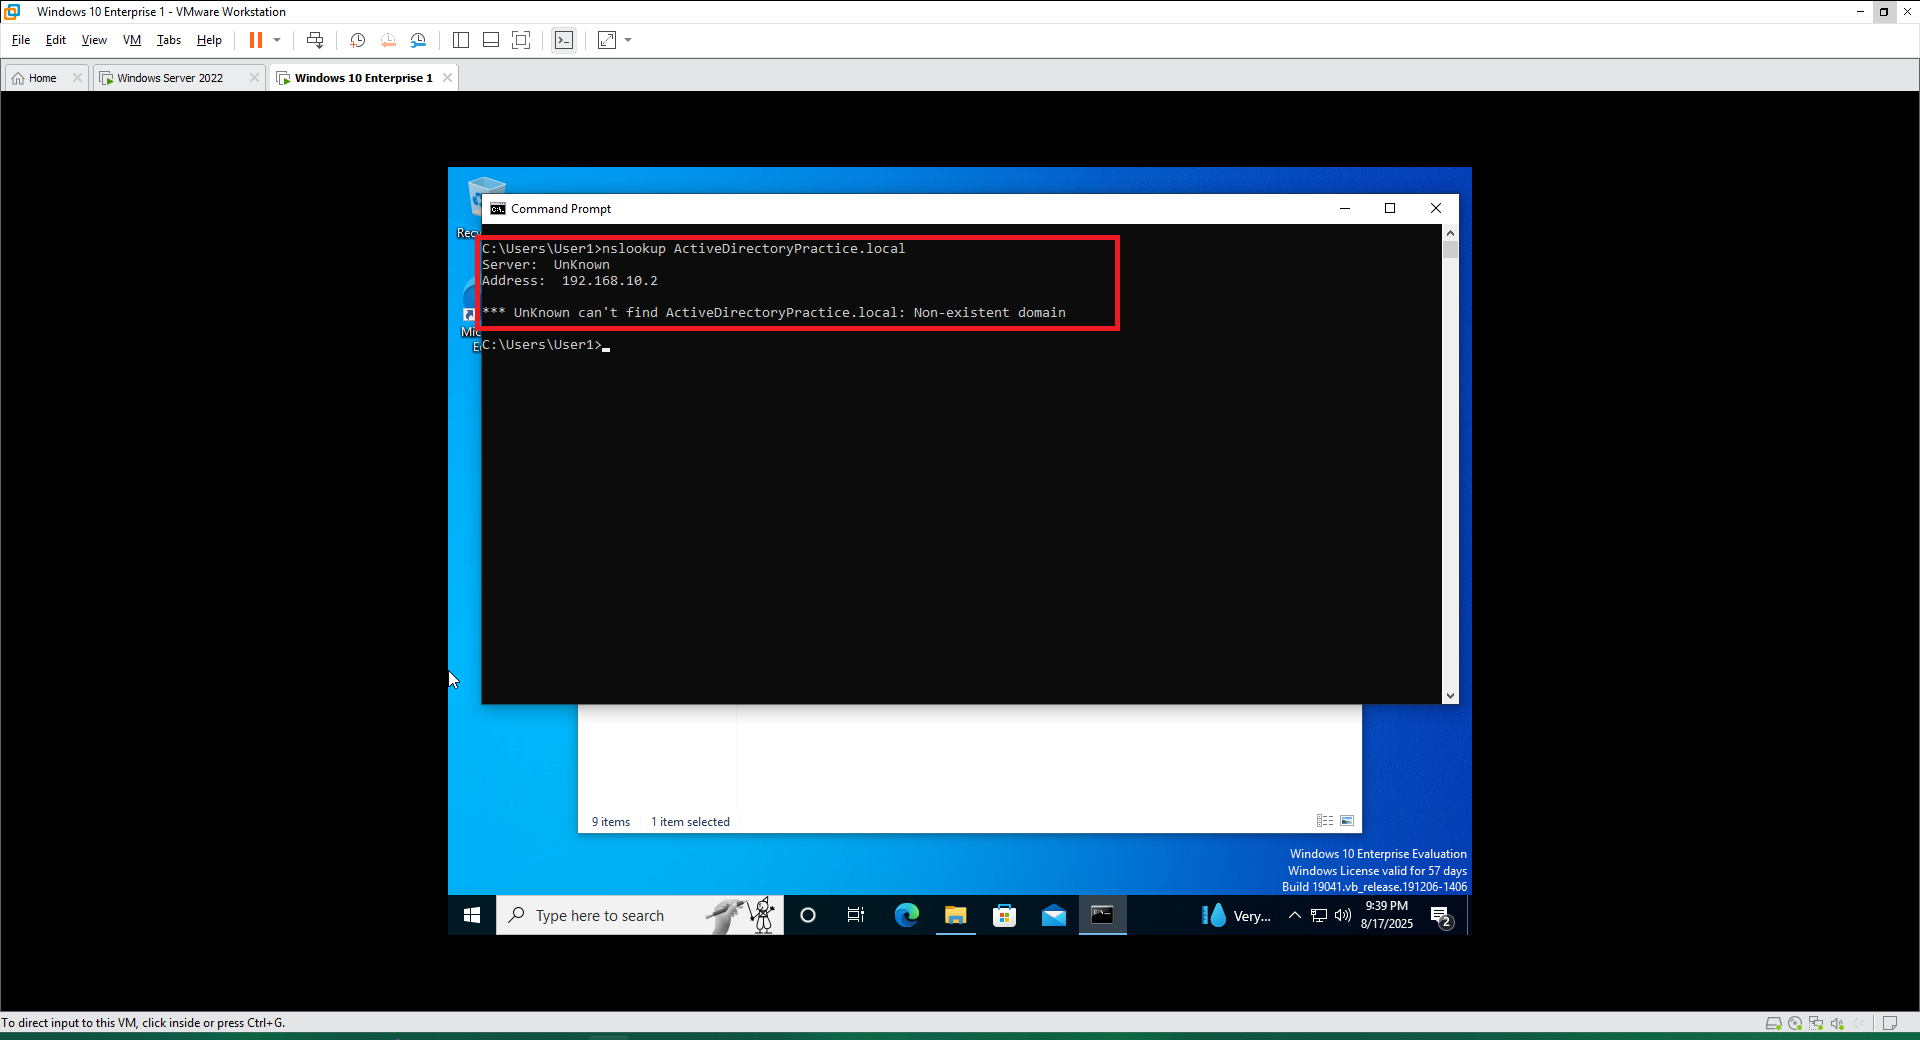 Windows 10 Enterprise 1 - VMware Workstation
File Edit View VM Tabs Help
Home Windows Server 2022 Windows 10 Enterprise 1
Command Prompt
C:\Users\User1>nslookup ActiveDirectoryPractice.local
Server:  UnKnown
Address:  192.168.10.2
*** UnKnown can't find ActiveDirectoryPractice.local: Non-existent domain
C:\Users\User1>
9 items 1 item selected
Windows 10 Enterprise Evaluation
Windows License valid for 57 days
Build 19041.vb_release.191206-1406
Type here to search
Very...
9:39 PM
8/17/2025
2
To direct input to this VM, click inside or press Ctrl+G.